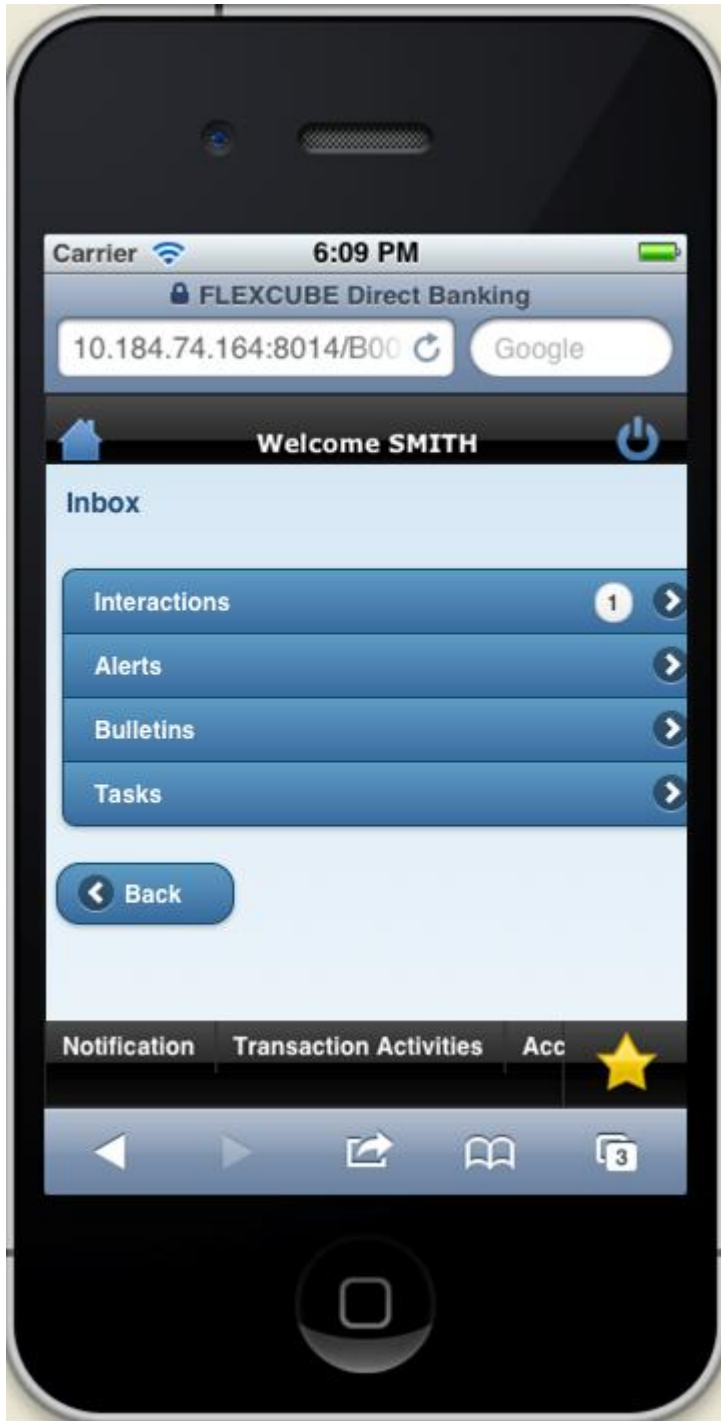 Carrier 6:09 PM
FLEXCUBE Direct Banking
10.184.74.164:8014/B00 Google
Welcome SMITH
Inbox
Interactions 1
Alerts
Bulletins
Tasks
Back
Notification Transaction Activities Acc
3